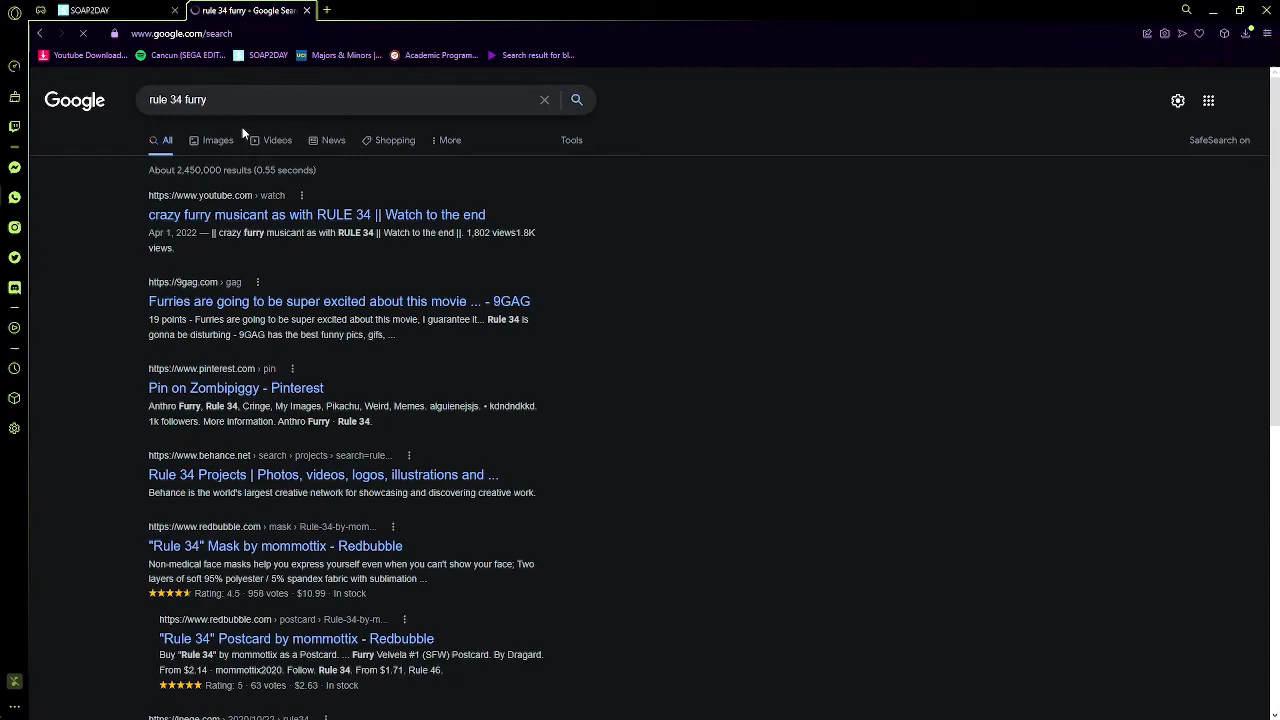 SOAP2DAY
rule 34 furry • Google Sear
www.google.com/search
Youtube Download... Cancun (SEGA EDIT... SOAP2DAY UCI Majors & Minors |... Academic Program... Search result for bl...
Google
rule 34 furry
All Images Videos News Shopping More Tools SafeSearch on
About 2,450,000 results (0.55 seconds)
https://www.youtube.com › watch
crazy furry musicant as with RULE 34 || Watch to the end
Apr 1, 2022 — || crazy furry musicant as with RULE 34 || Watch to the end ||. 1,802 views1.8K
views.
https://9gag.com › gag
Furries are going to be super excited about this movie ... - 9GAG
19 points - Furries are going to be super excited about this movie, I guarantee it... Rule 34 is
gonna be disturbing - 9GAG has the best funny pics, gifs, ...
https://www.pinterest.com › pin
Pin on Zombipiggy - Pinterest
Anthro Furry, Rule 34, Cringe, My Images, Pikachu, Weird, Memes. alguienejsjs. • kdndndkkd.
1k followers. More information. Anthro Furry · Rule 34.
https://www.behance.net › search › projects › search=rule...
Rule 34 Projects | Photos, videos, logos, illustrations and ...
Behance is the world's largest creative network for showcasing and discovering creative work.
https://www.redbubble.com › mask › Rule-34-by-mom...
"Rule 34" Mask by mommottix - Redbubble
Non-medical face masks help you express yourself even when you can't show your face; Two
layers of soft 95% polyester / 5% spandex fabric with sublimation ...
Rating: 4.5 · 958 votes · $10.99 · In stock
https://www.redbubble.com › postcard › Rule-34-by-m...
"Rule 34" Postcard by mommottix - Redbubble
Buy "Rule 34" by mommottix as a Postcard. ... Furry Velvela #1 (SFW) Postcard. By Dragard.
From $2.14 · mommottix2020. Follow. Rule 34. From $1.71. Rule 46.
Rating: 5 · 63 votes · $2.63 · In stock